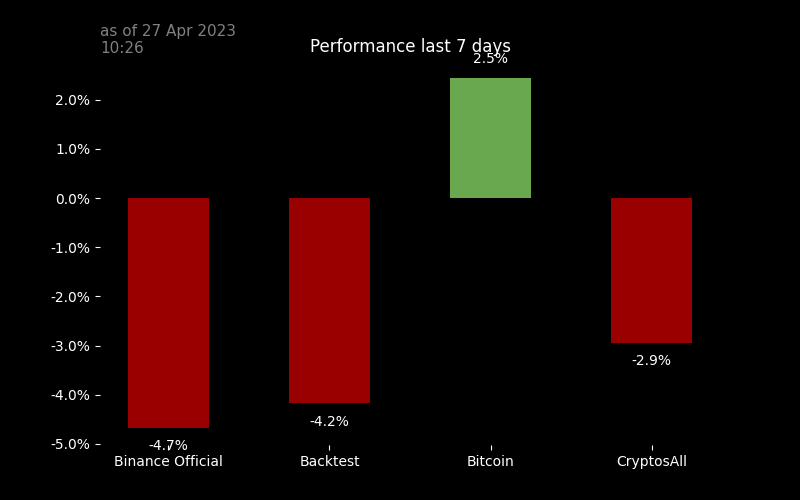 as of 27 Apr 2023
10:26
Performance last 7 days
2.5%
2.0%
1.0%
0.0%
-1.0%
-2.0%
-3.0%
-2.9%
-4.0%
-4.2%
-5.0%
-4.7%
Binance Official
Backtest
Bitcoin
CryptosAll